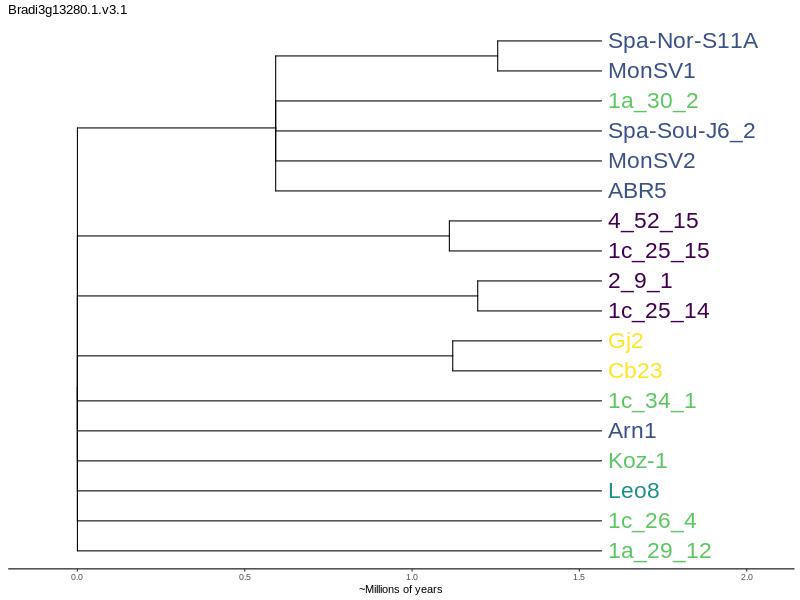 Bradi3g13280.1.v3.1
Spa-Nor-S11A
MonSV1
1a_30_2
Spa-Sou-J6_2
MonSV2
ABR5
4_52_15
1c_25_15
2_9_1
1c_25_14
Gj2
Cb23
1c_34_1
Arn1
Koz-1
Leo8
1c_26_4
1a_29_12
0.0 0.5 1.0 1.5 2.0
~Millions of years